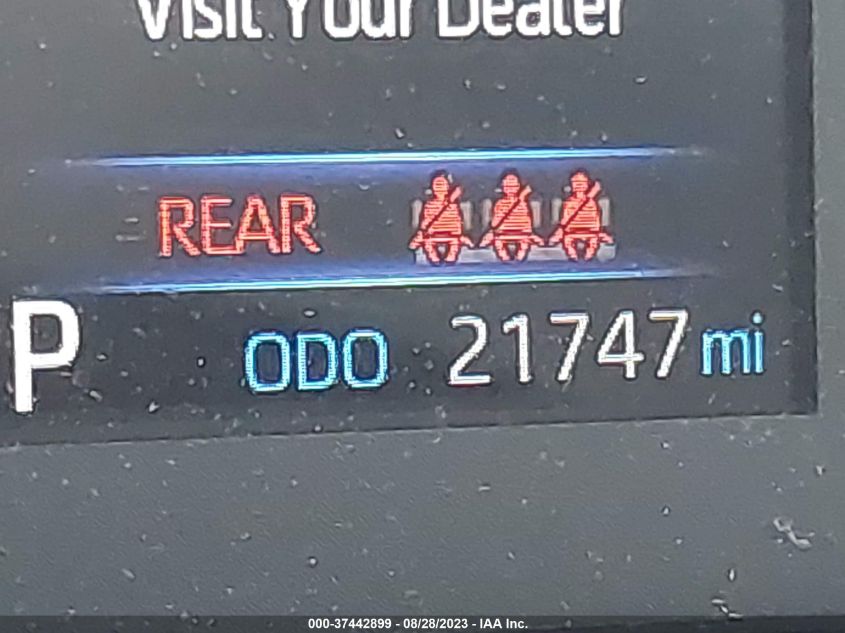 Visit Your Dealer
REAR
P ODO 21747 mi
000-37442899 - 08/28/2023 - IAA Inc.